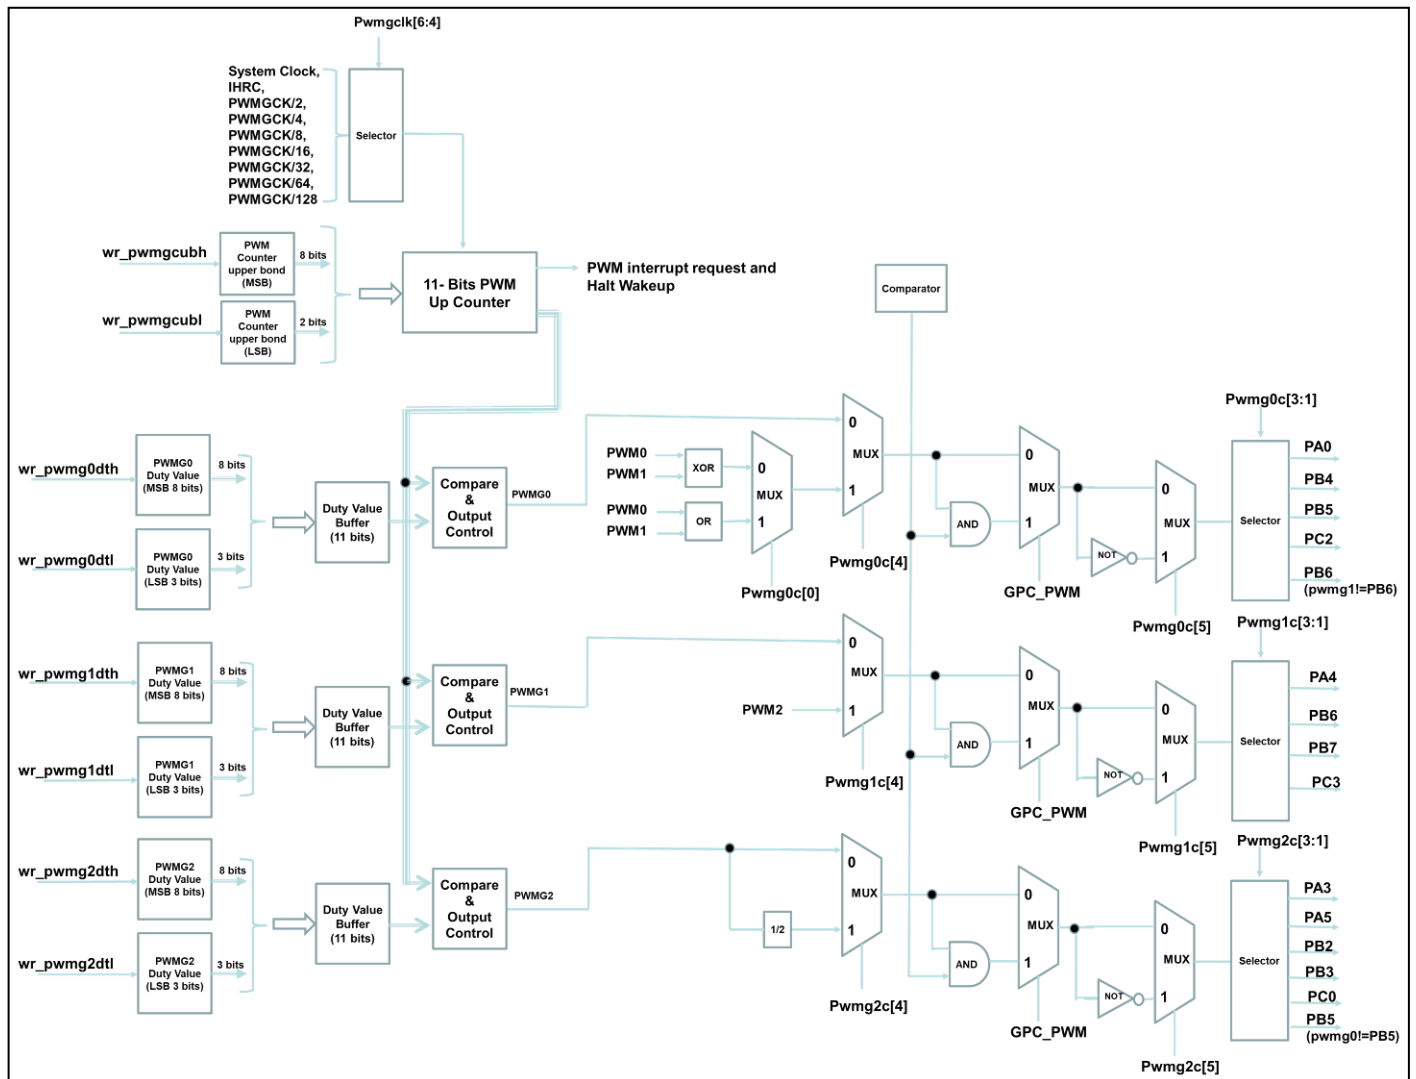 Pwmgclk[6:4]
System Clock,
IHRC,
PWMGCK/2,
PWMGCK/4,
PWMGCK/8,
PWMGCK/16,
PWMGCK/32,
PWMGCK/64,
PWMGCK/128
Selector
wr_pwmgcubh
PWM
Counter
upper bond
(MSB)
8 bits
wr_pwmgcubl
PWM
Counter
upper bond
(LSB)
2 bits
11- Bits PWM
Up Counter
PWM interrupt request and
Halt Wakeup
Comparator
wr_pwmg0dth
PWMG0
Duty Value
(MSB 8 bits)
8 bits
wr_pwmg0dtl
PWMG0
Duty Value
(LSB 3 bits)
3 bits
Duty Value
Buffer
(11 bits)
Compare
&
Output
Control
PWMG0
PWM0
PWM1
XOR
PWM0
PWM1
OR
0
MUX
1
Pwmg0c[0]
0
MUX
1
Pwmg0c[4]
AND
0
MUX
1
GPC_PWM
NOT
0
MUX
1
Pwmg0c[5]
Pwmg0c[3:1]
Selector
PA0
PB4
PB5
PC2
PB6
(pwmg1!=PB6)
wr_pwmg1dth
PWMG1
Duty Value
(MSB 8 bits)
8 bits
wr_pwmg1dtl
PWMG1
Duty Value
(LSB 3 bits)
3 bits
Duty Value
Buffer
(11 bits)
Compare
&
Output
Control
PWMG1
PWM2
0
MUX
1
Pwmg1c[4]
AND
0
MUX
1
GPC_PWM
NOT
0
MUX
1
Pwmg1c[5]
Pwmg1c[3:1]
Selector
PA4
PB6
PB7
PC3
wr_pwmg2dth
PWMG2
Duty Value
(MSB 8 bits)
8 bits
wr_pwmg2dtl
PWMG2
Duty Value
(LSB 3 bits)
3 bits
Duty Value
Buffer
(11 bits)
Compare
&
Output
Control
PWMG2
1/2
0
MUX
1
Pwmg2c[4]
AND
0
MUX
1
GPC_PWM
NOT
0
MUX
1
Pwmg2c[5]
Pwmg2c[3:1]
Selector
PA3
PA5
PB2
PB3
PC0
PB5
(pwmg0!=PB5)